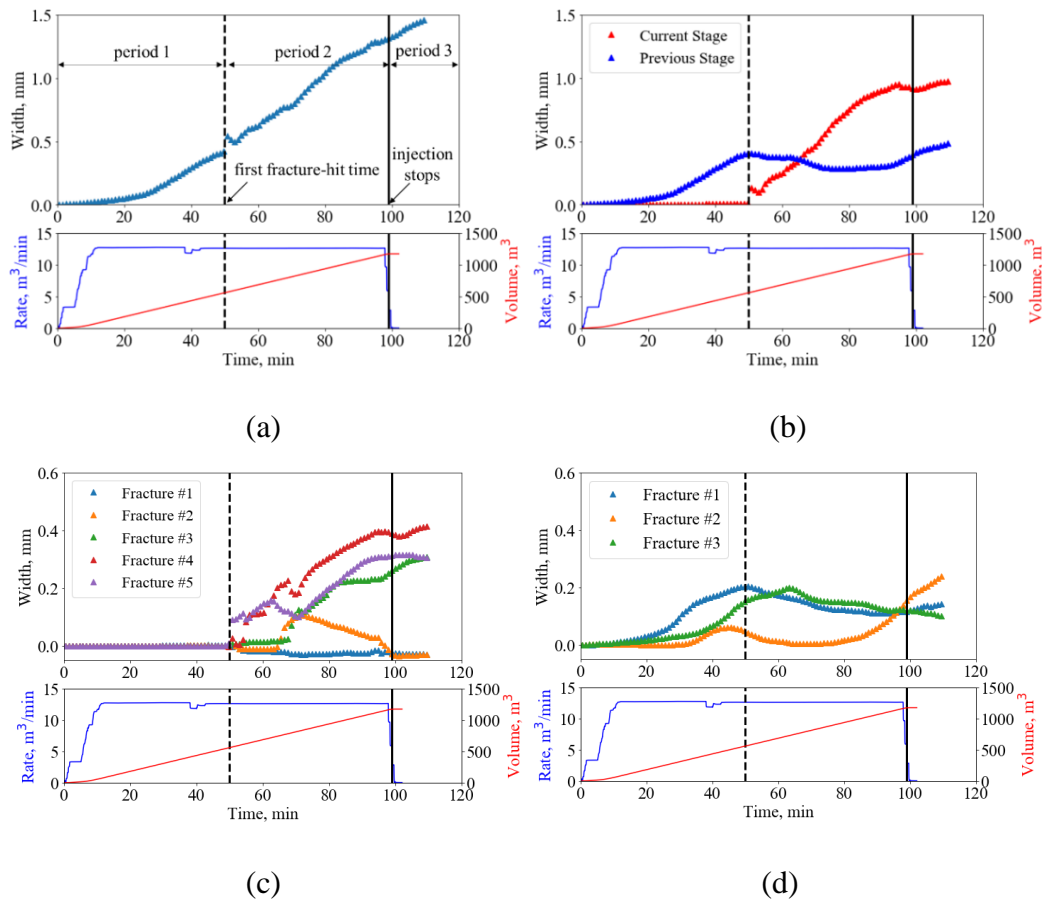 1.5
1.0
0.5
0.0
Width, mm
period 1
period 2
period 3
first fracture-hit time
injection
stops
0 20 40 60 80 100 120
15
10
5
0
Rate, m³/min
1500
1000
500
0
Volume, m³
0 20 40 60 80 100 120
Time, min
(a)
1.5
1.0
0.5
0.0
Width, mm
Current Stage
Previous Stage
0 20 40 60 80 100 120
15
10
5
0
Rate, m³/min
1500
1000
500
0
Volume, m³
0 20 40 60 80 100 120
Time, min
(b)
0.6
0.4
0.2
0.0
Width, mm
Fracture #1
Fracture #2
Fracture #3
Fracture #4
Fracture #5
0 20 40 60 80 100 120
15
10
5
0
Rate, m³/min
1500
1000
500
0
Volume, m³
0 20 40 60 80 100 120
Time, min
(c)
0.6
0.4
0.2
0.0
Width, mm
Fracture #1
Fracture #2
Fracture #3
0 20 40 60 80 100 120
15
10
5
0
Rate, m³/min
1500
1000
500
0
Volume, m³
0 20 40 60 80 100 120
Time, min
(d)